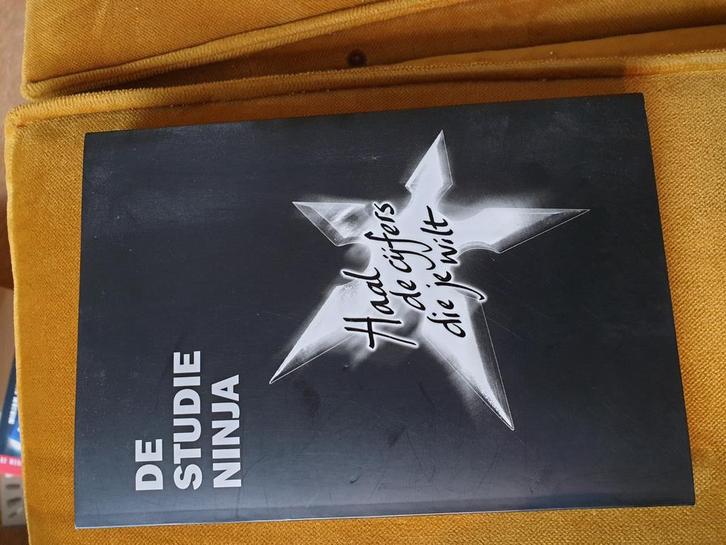 DE
STUDIE
NINJA
Haal
de cijfers
die je wilt